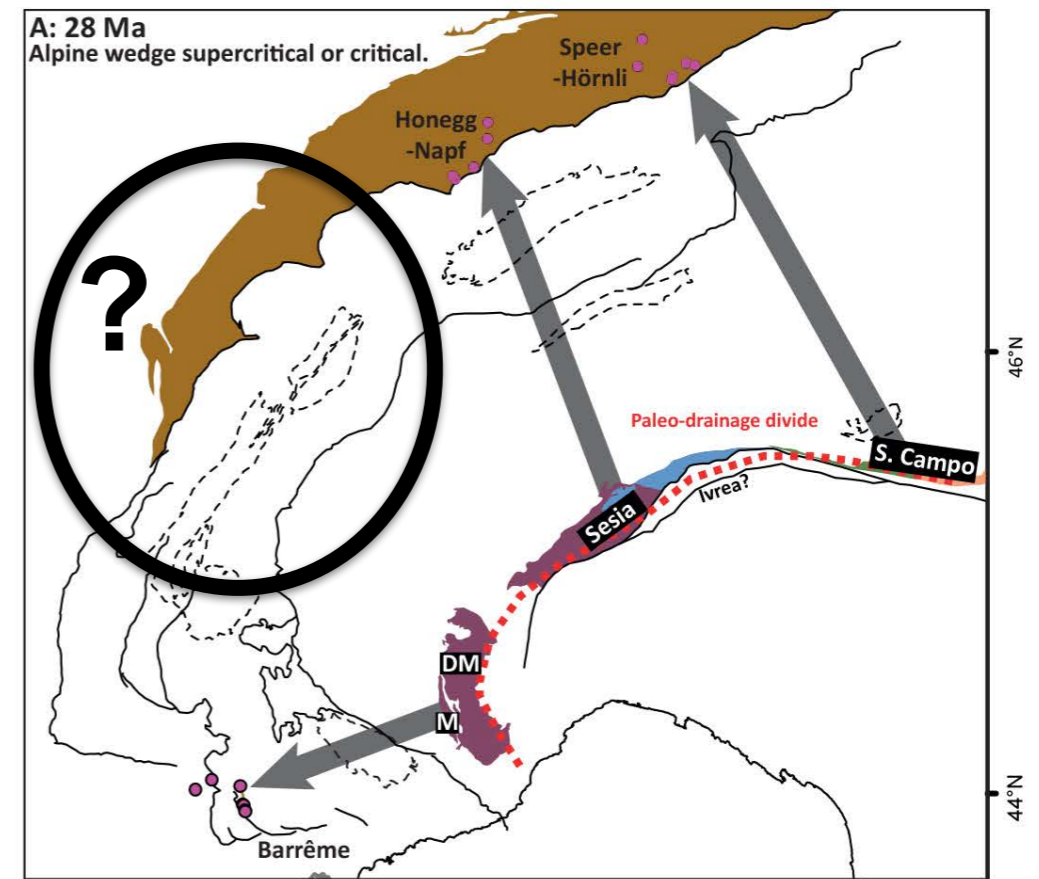 A: 28 Ma
Alpine wedge supercritical or critical.
Speer
-Hörnli
Honegg
-Napf
?
46°N
Paleo-drainage divide
S. Campo
Ivrea?
Sesia
DM
M
44°N
Barrême